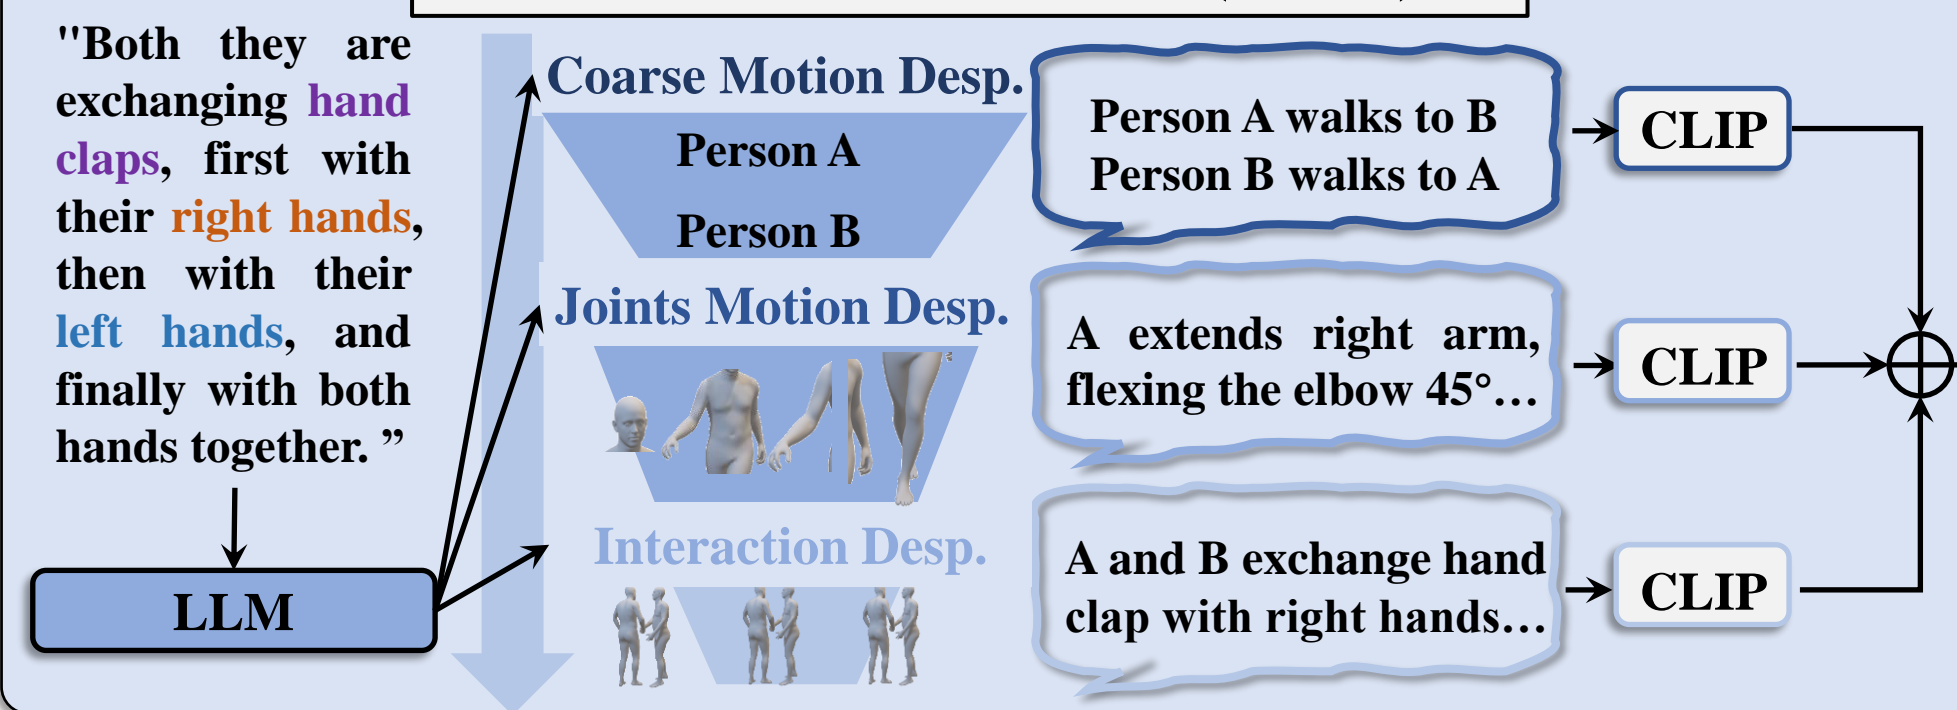 "Both they are
exchanging hand
claps, first with
their right hands,
then with their
left hands, and
finally with both
hands together. ”
LLM
Coarse Motion Desp.
Person A
Person B
Joints Motion Desp.
Interaction Desp.
Person A walks to B
Person B walks to A
A extends right arm,
flexing the elbow 45°…
A and B exchange hand
clap with right hands…
CLIP
CLIP
CLIP